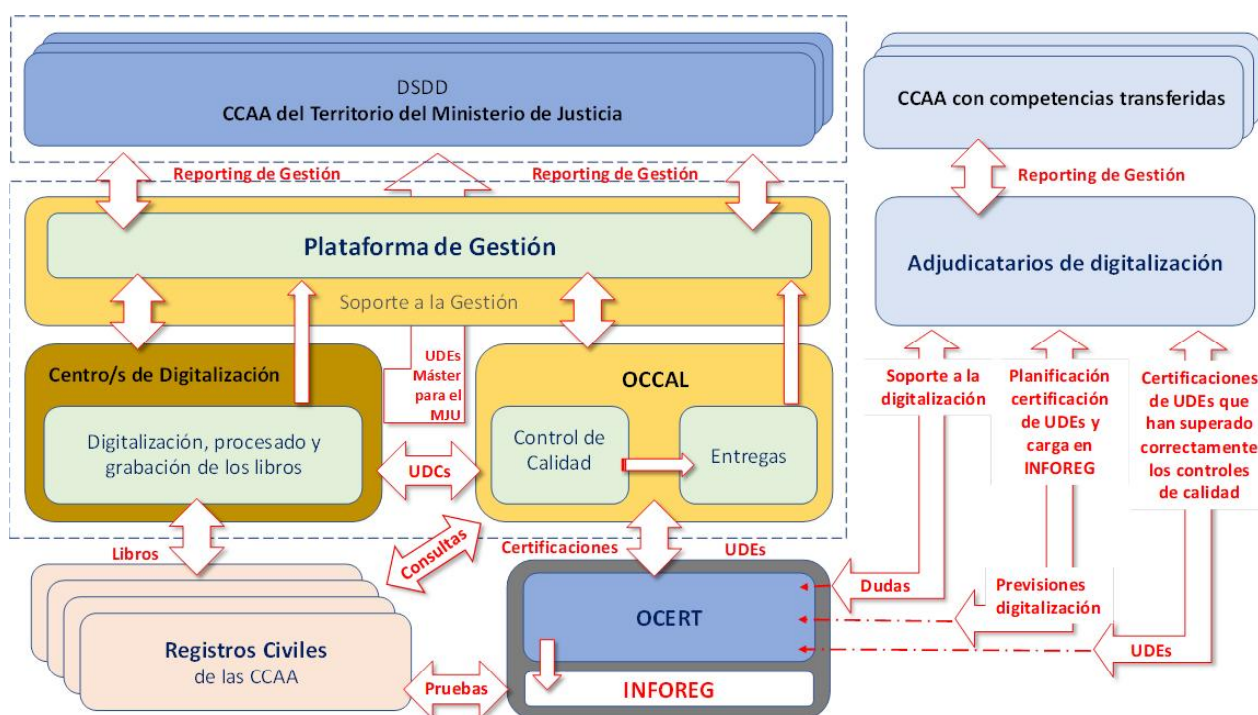 DSDD
CCAA del Territorio del Ministerio de Justicia
CCAA con competencias transferidas
Reporting de Gestión
Reporting de Gestión
Reporting de Gestión
Plataforma de Gestión
Soporte a la Gestión
Adjudicatarios de digitalización
Centro/s de Digitalización
Digitalización, procesado y
grabación de los libros
UDEs
Máster
para el
MJU
UDCs
OCCAL
Control de
Calidad
Entregas
Soporte a la
digitalización
Planificación
certificación
de UDEs y
carga en
INFOREG
Certificaciones
de UDEs que
han superado
correctamente
los controles
de calidad
Libros
Consultas
Certificaciones
UDEs
Dudas
Previsiones
digitalización
UDEs
Registros Civiles
de las CCAA
Pruebas
OCERT
INFOREG